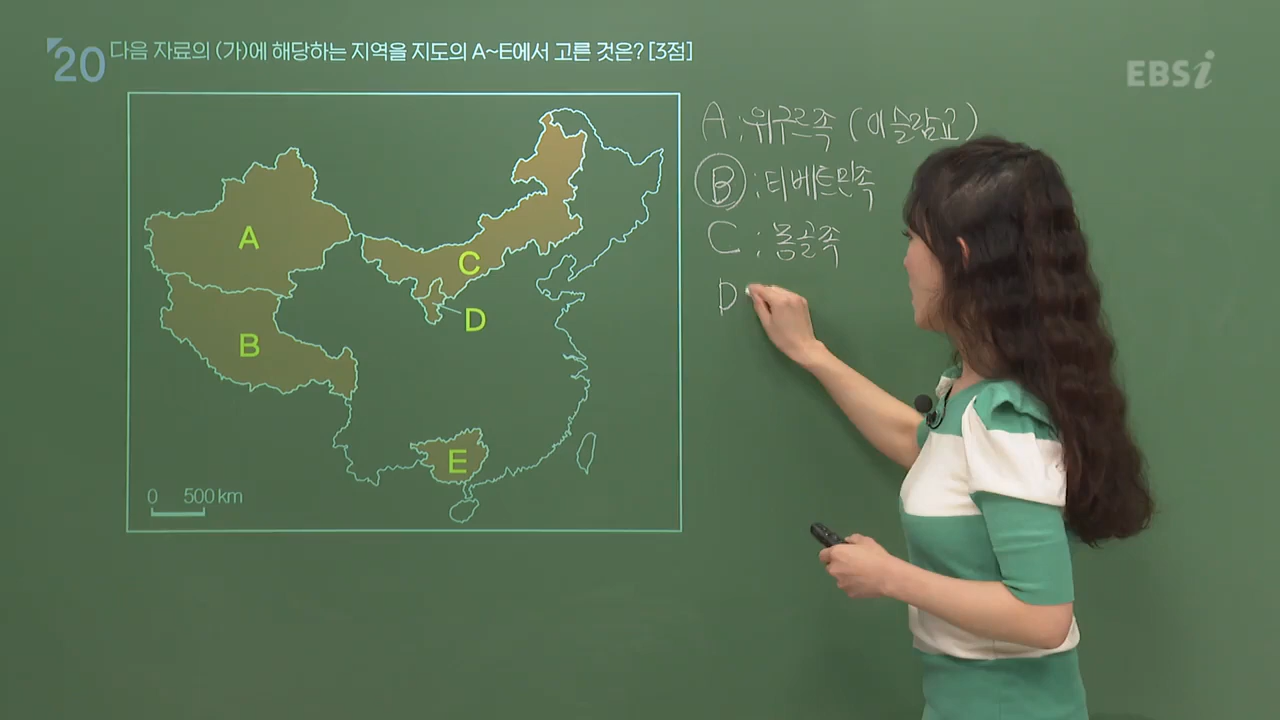 20 다음 자료의 (가)에 해당하는 지역을 지도의 A~E에서 고른 것은? [3점]
EBSi
A
B
C
D
E
0 500km
A : 위구르족 (이슬람교)
B : 티베트민족
C : 몽골족
D